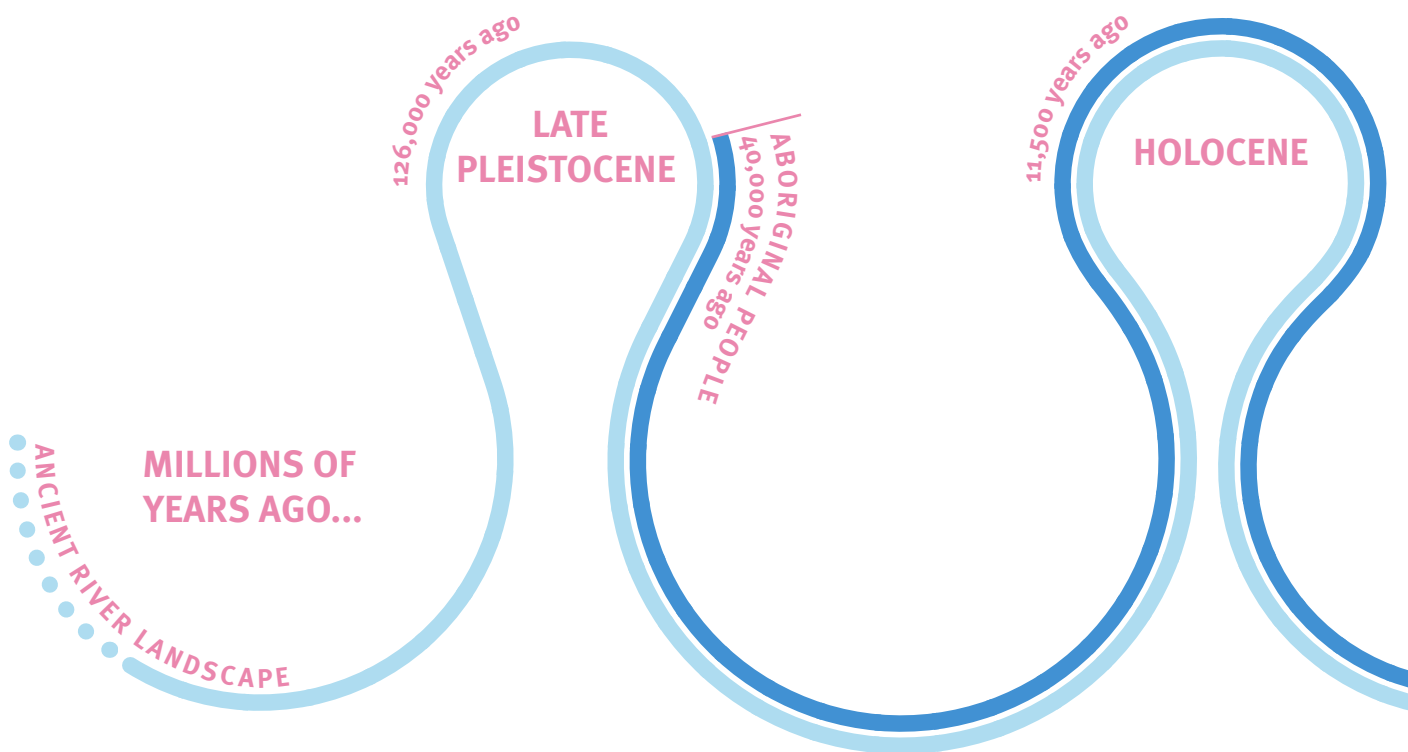 ANCIENT RIVER LANDSCAPE
MILLIONS OF
YEARS AGO...
126,000 years ago
LATE
PLEISTOCENE
ABORIGINAL PEOPLE
40,000 years ago
11,500 years ago
HOLOCENE